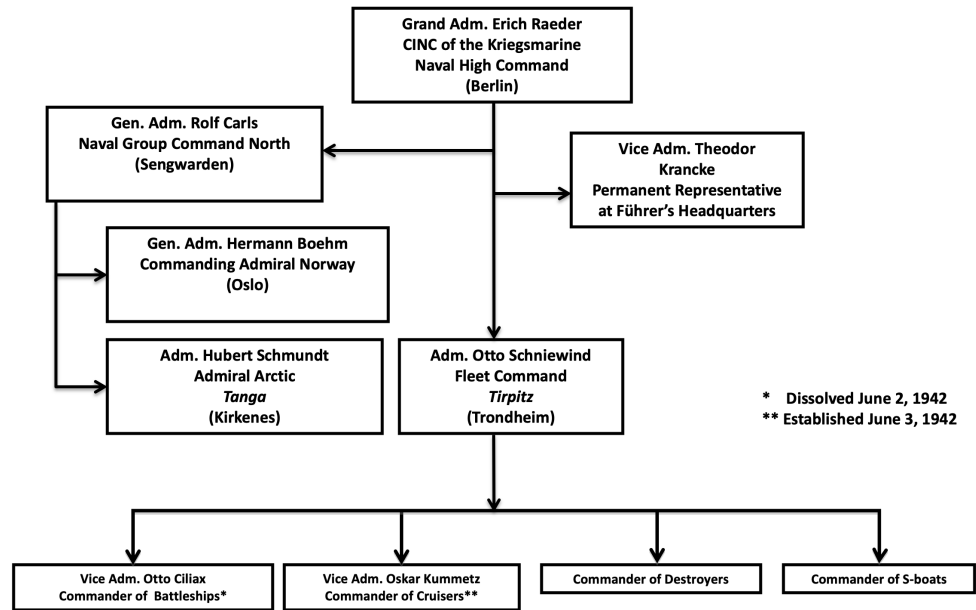 Grand Adm. Erich Raeder
CINC of the Kriegsmarine
Naval High Command
(Berlin)
Gen. Adm. Rolf Carls
Naval Group Command North
(Sengwarden)
Vice Adm. Theodor
Krancke
Permanent Representative
at Führer’s Headquarters
Gen. Adm. Hermann Boehm
Commanding Admiral Norway
(Oslo)
Adm. Hubert Schmundt
Admiral Arctic
Tanga
(Kirkenes)
Adm. Otto Schniewind
Fleet Command
Tirpitz
(Trondheim)
* Dissolved June 2, 1942
** Established June 3, 1942
Vice Adm. Otto Ciliax
Commander of Battleships*
Vice Adm. Oskar Kummetz
Commander of Cruisers**
Commander of Destroyers
Commander of S-boats